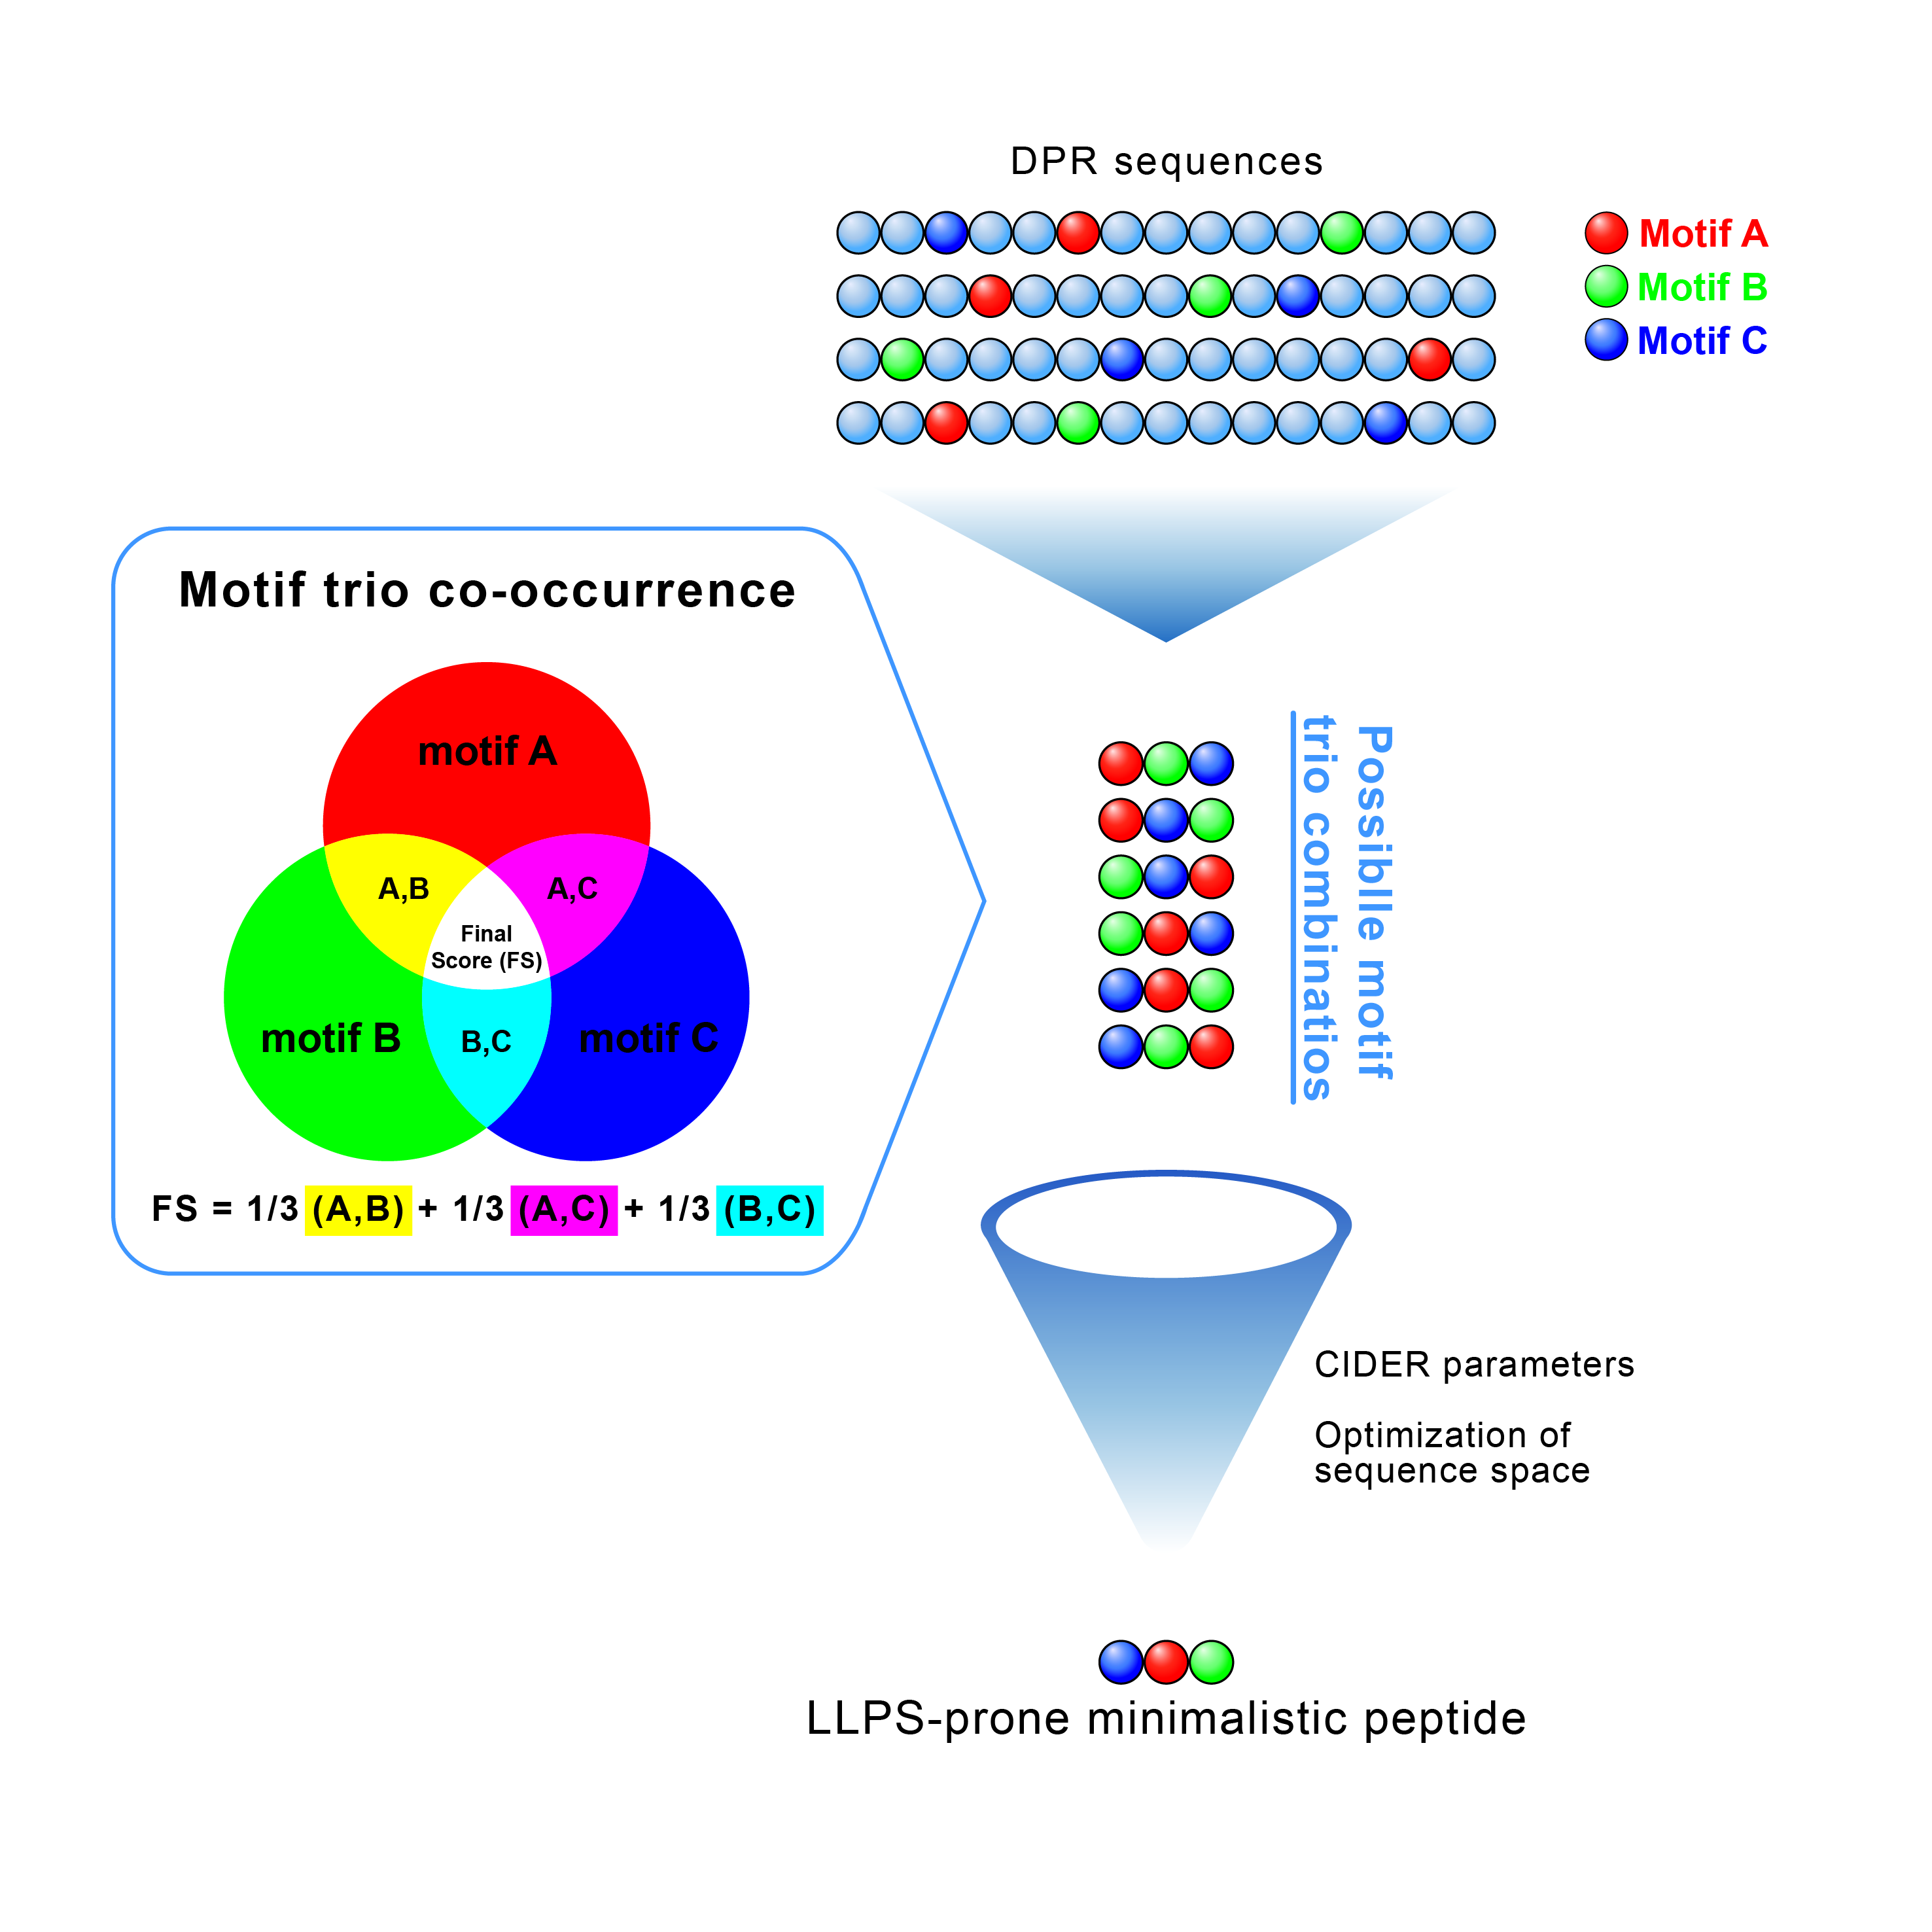 DPR sequences
Motif A
Motif B
Motif C
Motif trio co-occurrence
motif A
A,B
A,C
Final
Score (FS)
motif B
B,C
motif C
FS = 1/3 (A,B) + 1/3 (A,C) + 1/3 (B,C)
Possible motif
trio combinatios
CIDER parameters
Optimization of
sequence space
LLPS-prone minimalistic peptide